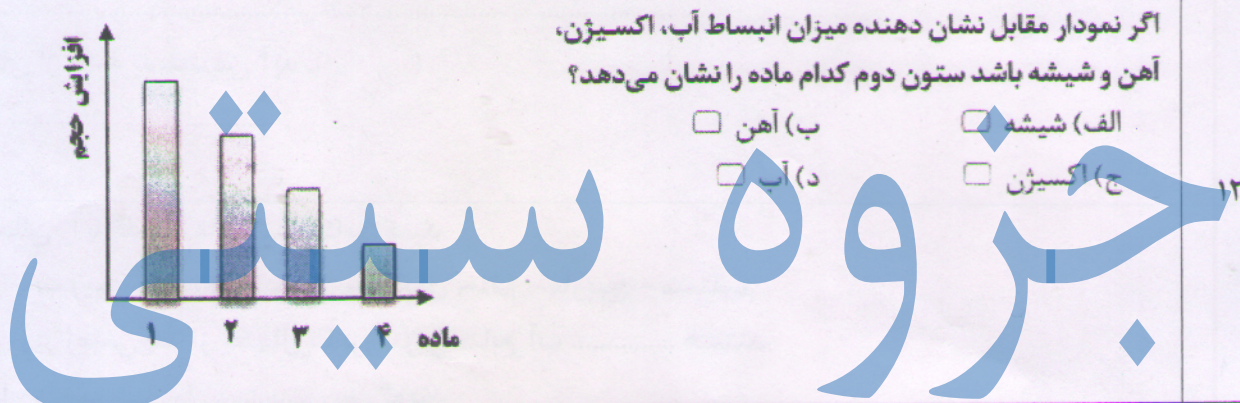 اگر نمودار مقابل نشان دهنده میزان انبساط آب، اکسیژن،
آهن و شیشه باشد ستون دوم کدام ماده را نشان می‌دهد؟
الف) شیشه ب) آهن
ج) اکسیژن د) آب
۱۲
افزایش حجم
۱ ۲ ۳ ۴ ماده
جزوه سیتی